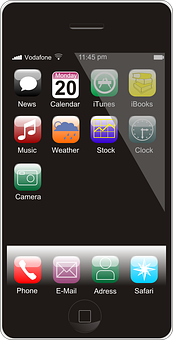 Vodafone 11:45 pm
Monday
20
News Calendar iTunes iBooks
Music Weather Stock Clock
Camera
Phone E-Mail Adress Safari